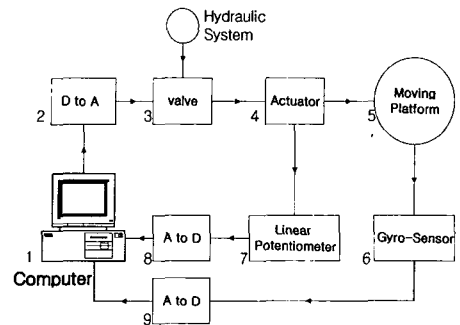 Hydraulic
System
D to A
2
valve
3
Actuator
4
Moving
Platform
5
1
Computer
A to D
8
Linear
Potentiometer
7
Gyro-Sensor
6
A to D
9